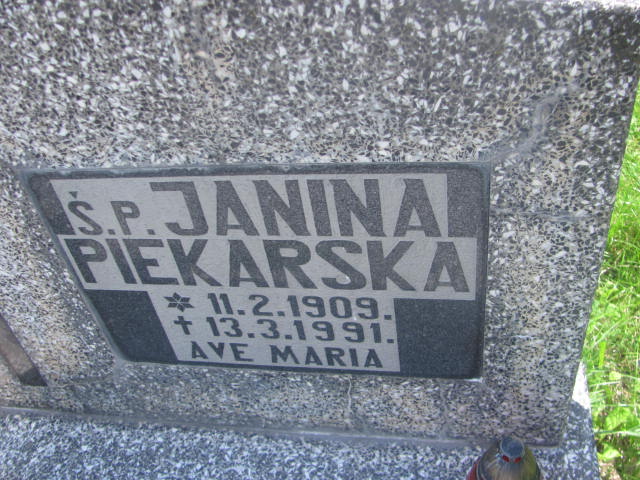 Ś.P. JANINA
PIEKARSKA
* 11.2.1909.
† 13.3.1991.
AVE MARIA